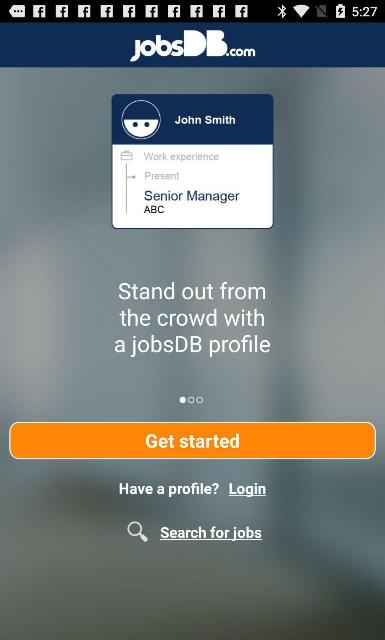 5:27
jobsDB.com
John Smith
Work experience
Present
Senior Manager
ABC
Stand out from
the crowd with
a jobsDB profile
Get started
Have a profile? Login
Search for jobs